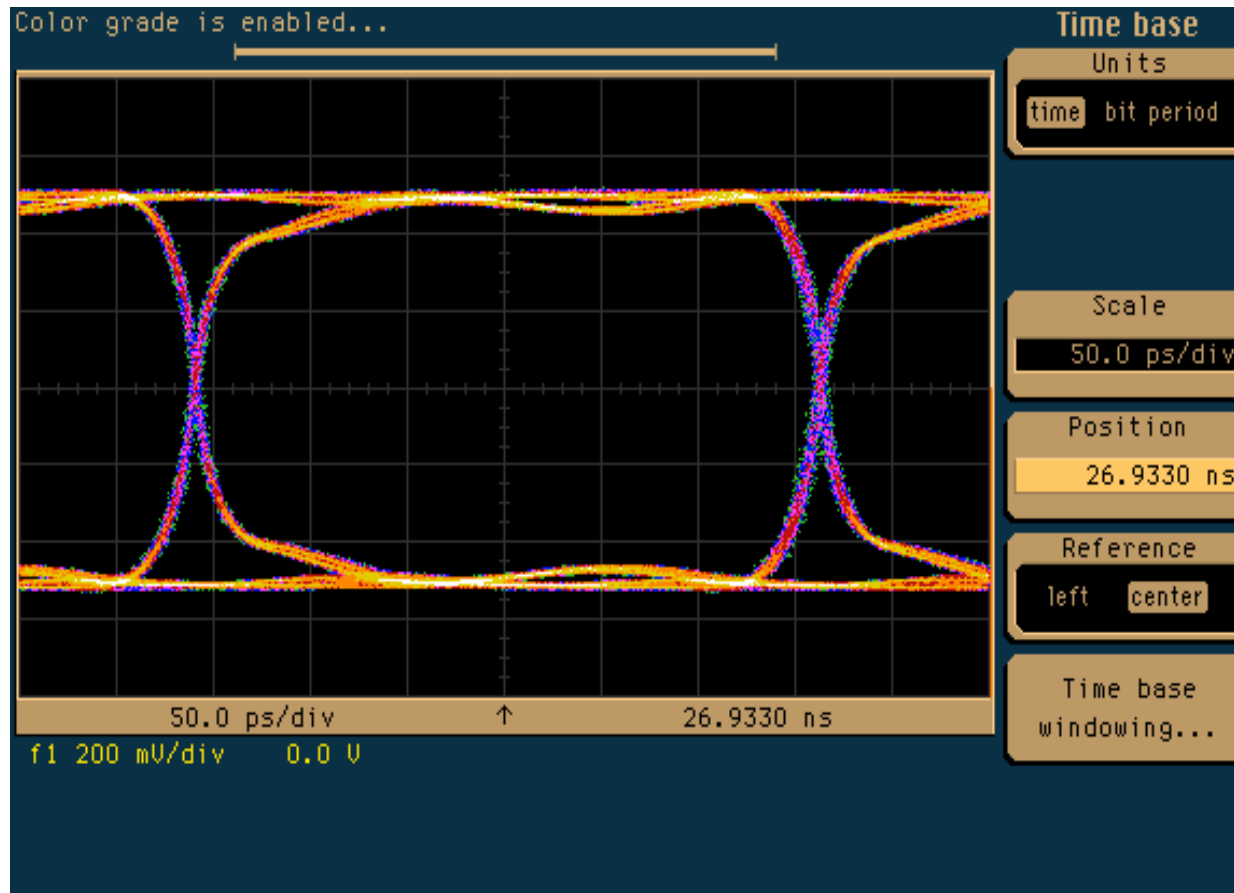 Color grade is enabled...
Time base
Units
time bit period
Scale
50.0 ps/div
Position
26.9330 ns
Reference
left center
Time base
windowing...
50.0 ps/div ↑ 26.9330 ns
f1 200 mV/div 0.0 V